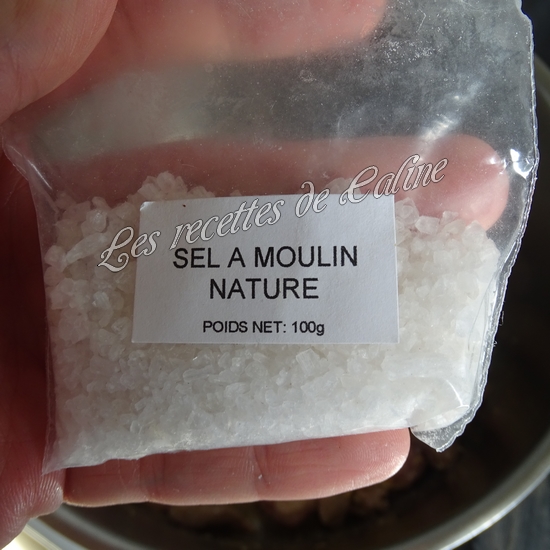 Les recettes de Caline
SEL A MOULIN
NATURE
POIDS NET: 100g